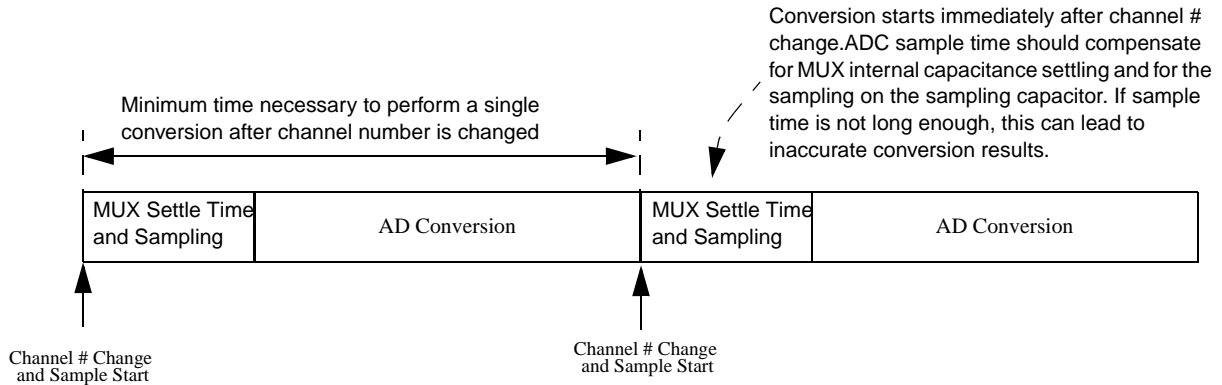 Conversion starts immediately after channel #
change.ADC sample time should compensate
for MUX internal capacitance settling and for the
sampling on the sampling capacitor. If sample
time is not long enough, this can lead to
inaccurate conversion results.
Minimum time necessary to perform a single
conversion after channel number is changed
MUX Settle Time
and Sampling
AD Conversion
MUX Settle Time
and Sampling
AD Conversion
Channel # Change
and Sample Start
Channel # Change
and Sample Start